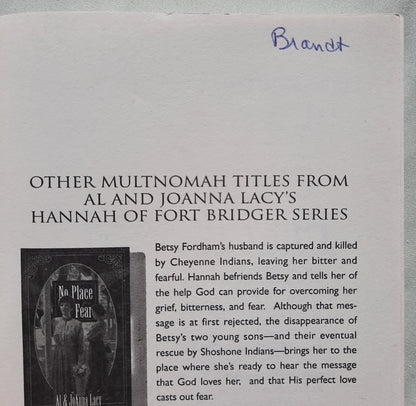 Brandt
OTHER MULTNOMAH TITLES FROM
AL AND JOANNA LACY'S
HANNAH OF FORT BRIDGER SERIES
Betsy Fordham's husband is captured and killed
by Cheyenne Indians, leaving her bitter and
fearful. Hannah befriends Betsy and tells her of
the help God can provide for overcoming her
grief, bitterness, and fear. Although that mes-
sage is at first rejected, the disappearance of
Betsy's two young sons—and their eventual
rescue by Shoshone Indians—brings her to the
place where she's ready to hear the message
that God loves her, and that His perfect love
casts out fear.
No Place
Fear
Al & JoAnna Lacy